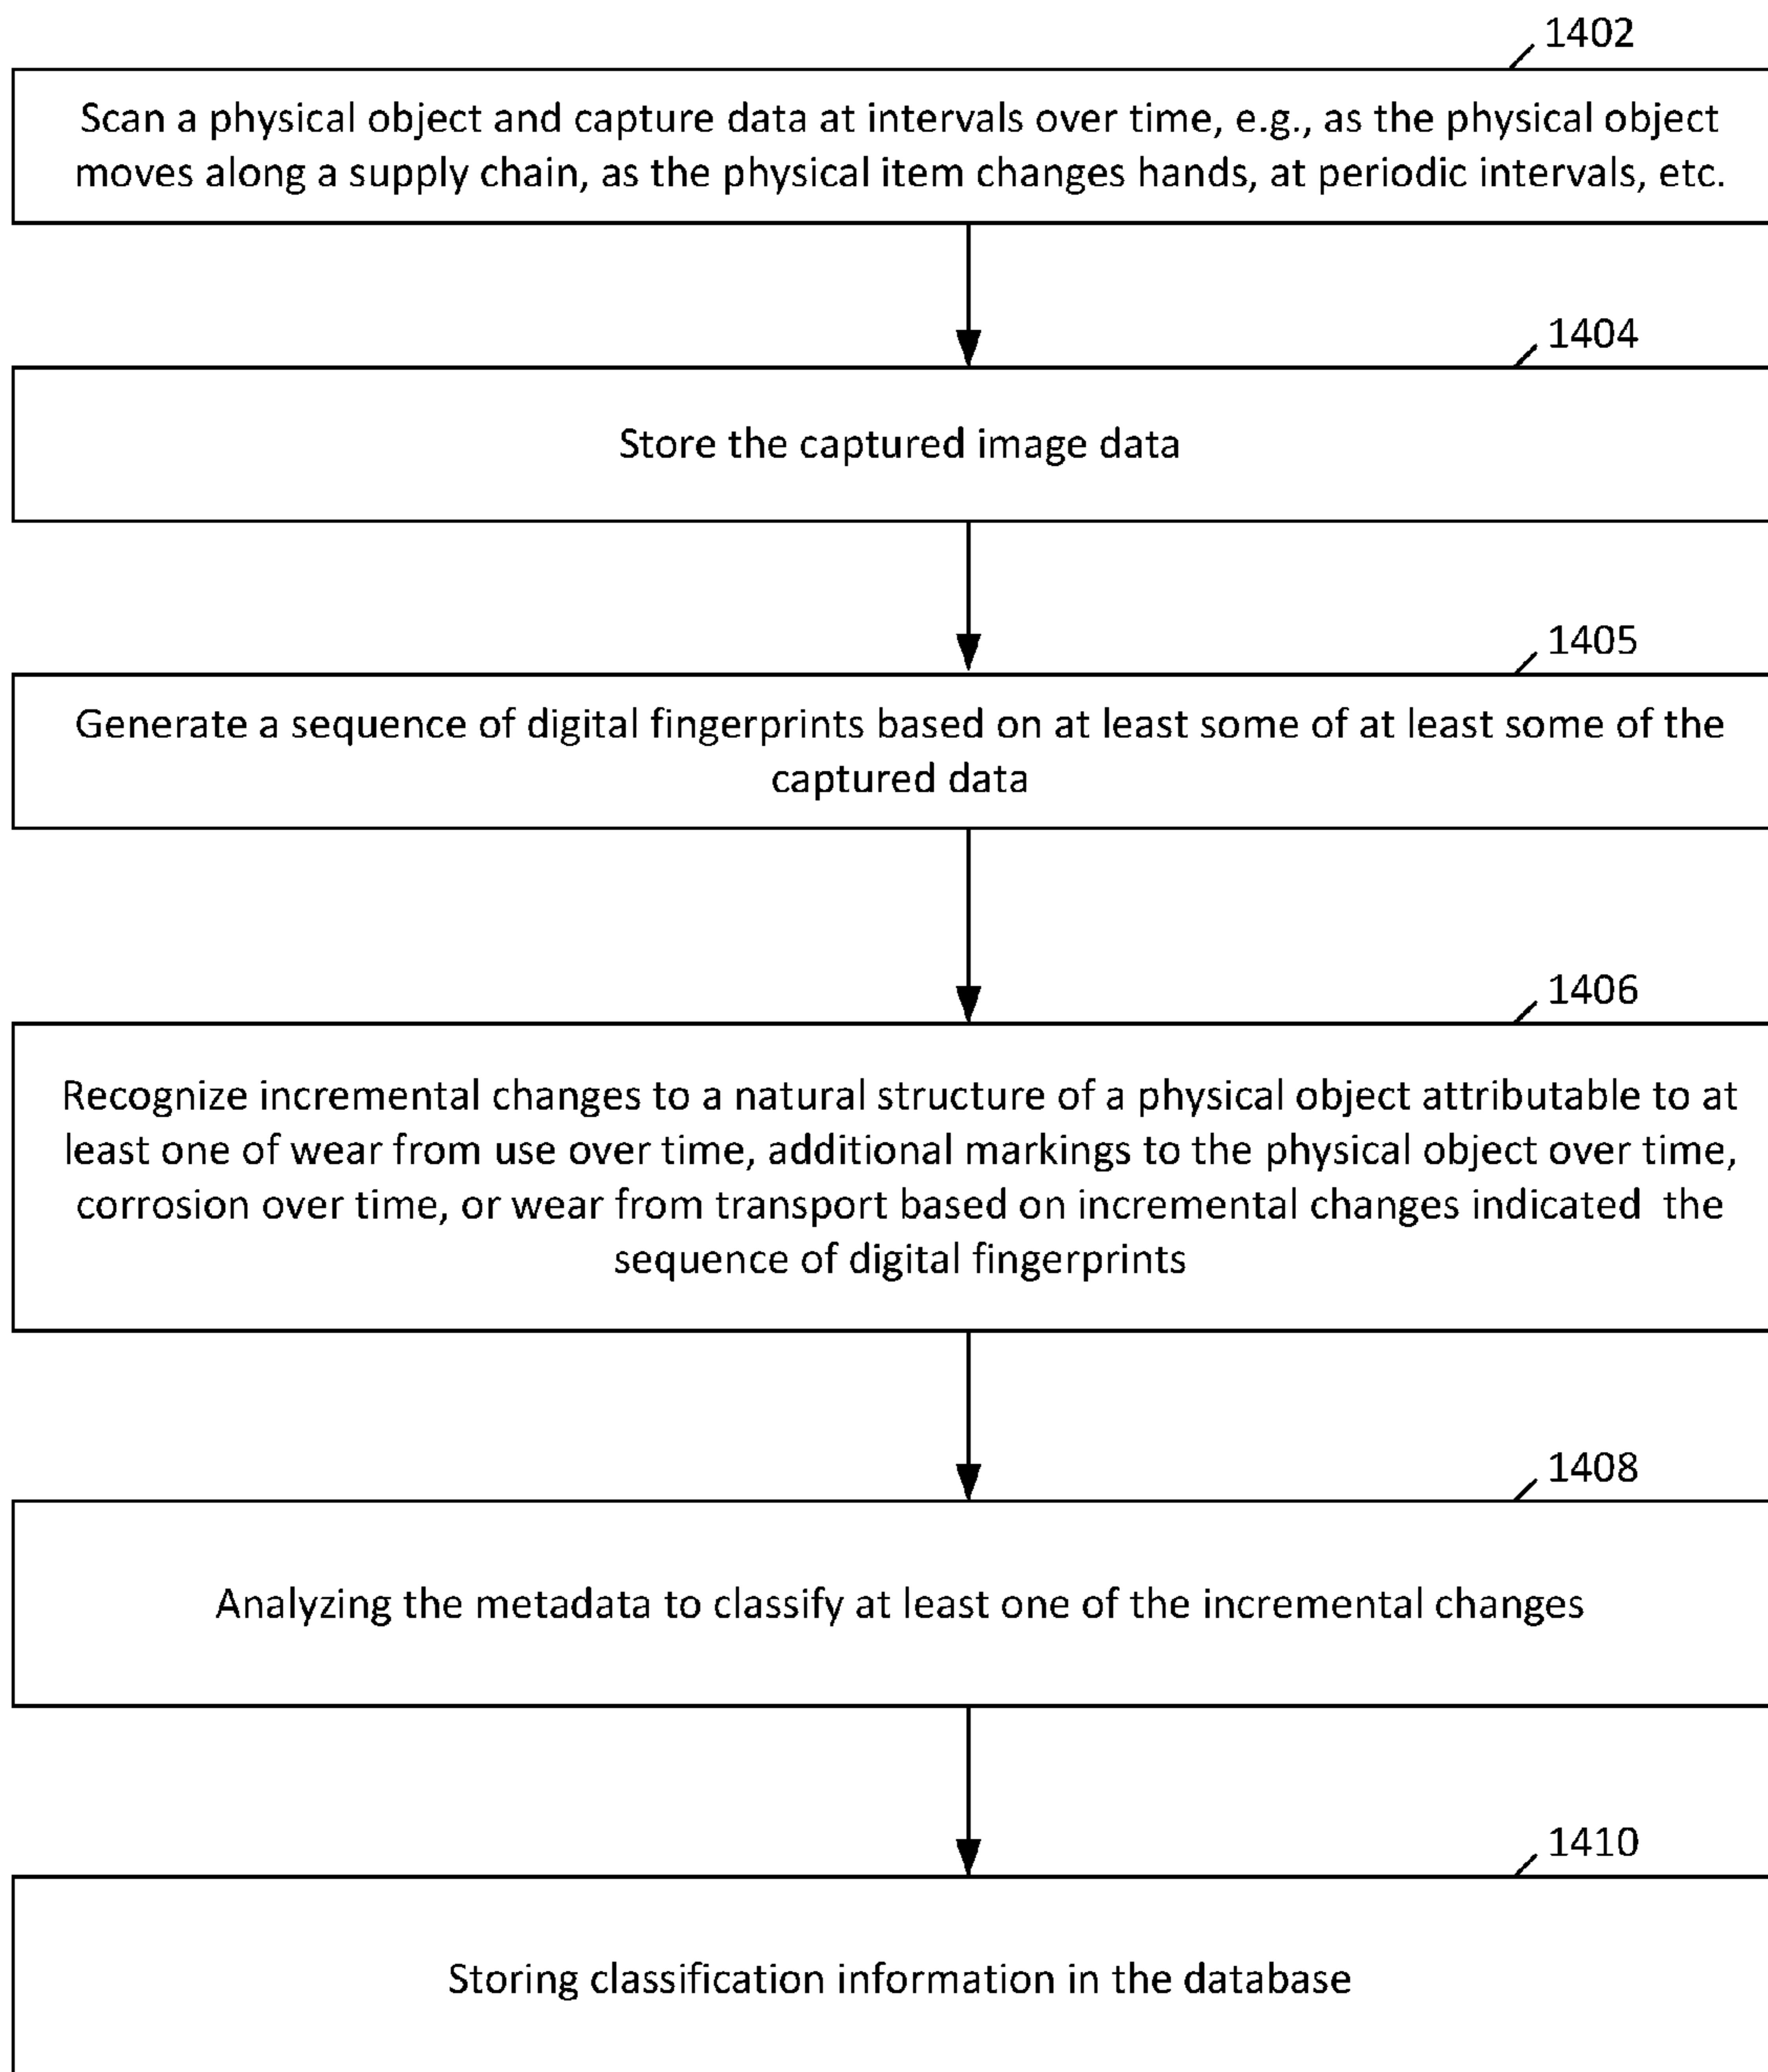 1402
Scan a physical object and capture data at intervals over time, e.g., as the physical object
moves along a supply chain, as the physical item changes hands, at periodic intervals, etc.
1404
Store the captured image data
1405
Generate a sequence of digital fingerprints based on at least some of at least some of the
captured data
1406
Recognize incremental changes to a natural structure of a physical object attributable to at
least one of wear from use over time, additional markings to the physical object over time,
corrosion over time, or wear from transport based on incremental changes indicated the
sequence of digital fingerprints
1408
Analyzing the metadata to classify at least one of the incremental changes
1410
Storing classification information in the database